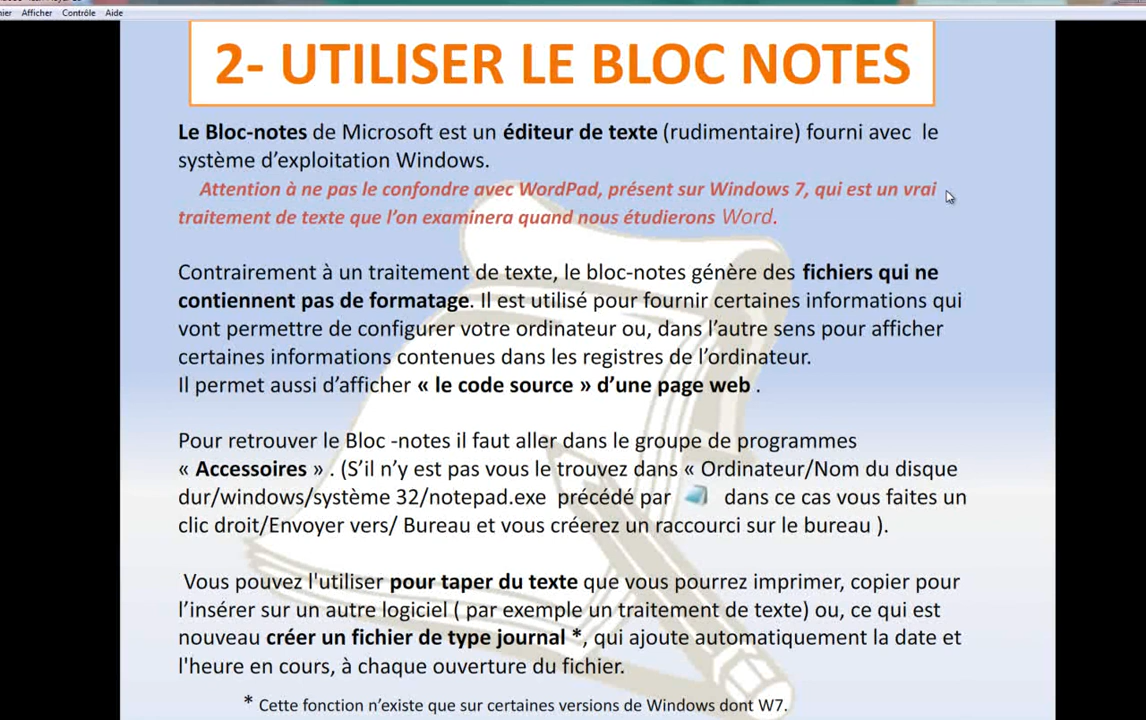 Afficher Contrôle Aide
2- UTILISER LE BLOC NOTES
Le Bloc-notes de Microsoft est un éditeur de texte (rudimentaire) fourni avec le
système d’exploitation Windows.
Attention à ne pas le confondre avec WordPad, présent sur Windows 7, qui est un vrai
traitement de texte que l’on examinera quand nous étudierons Word.
Contrairement à un traitement de texte, le bloc-notes génère des fichiers qui ne
contiennent pas de formatage. Il est utilisé pour fournir certaines informations qui
vont permettre de configurer votre ordinateur ou, dans l’autre sens pour afficher
certaines informations contenues dans les registres de l’ordinateur.
Il permet aussi d’afficher « le code source » d’une page web .
Pour retrouver le Bloc -notes il faut aller dans le groupe de programmes
« Accessoires » . (S’il n’y est pas vous le trouvez dans « Ordinateur/Nom du disque
dur/windows/système 32/notepad.exe précédé par dans ce cas vous faites un
clic droit/Envoyer vers/ Bureau et vous créerez un raccourci sur le bureau ).
Vous pouvez l'utiliser pour taper du texte que vous pourrez imprimer, copier pour
l’insérer sur un autre logiciel ( par exemple un traitement de texte) ou, ce qui est
nouveau créer un fichier de type journal *, qui ajoute automatiquement la date et
l'heure en cours, à chaque ouverture du fichier.
* Cette fonction n’existe que sur certaines versions de Windows dont W7.